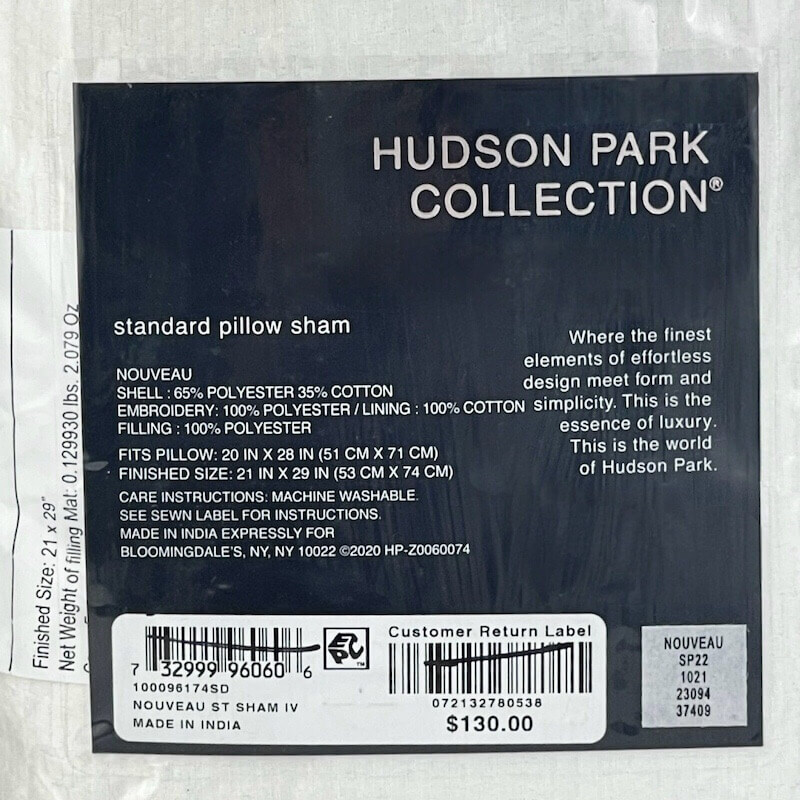 HUDSON PARK
COLLECTION®
standard pillow sham
NOUVEAU
SHELL : 65% POLYESTER 35% COTTON
EMBROIDERY: 100% POLYESTER / LINING : 100% COTTON
FILLING : 100% POLYESTER
FITS PILLOW: 20 IN X 28 IN (51 CM X 71 CM)
FINISHED SIZE: 21 IN X 29 IN (53 CM X 74 CM)
CARE INSTRUCTIONS: MACHINE WASHABLE.
SEE SEWN LABEL FOR INSTRUCTIONS.
MADE IN INDIA EXPRESSLY FOR
BLOOMINGDALE'S, NY, NY 10022 ©2020 HP-Z0060074
Where the finest
elements of effortless
design meet form and
simplicity. This is the
essence of luxury.
This is the world
of Hudson Park.
Finished Size: 21 x 29"
Net Weight of filling Mat: 0.129930 lbs. 2.079 Oz
7 32999 96060 6
100096174SD
NOUVEAU ST SHAM IV
MADE IN INDIA
EPC™
Customer Return Label
072132780538
$130.00
NOUVEAU
SP22
1021
23094
37409